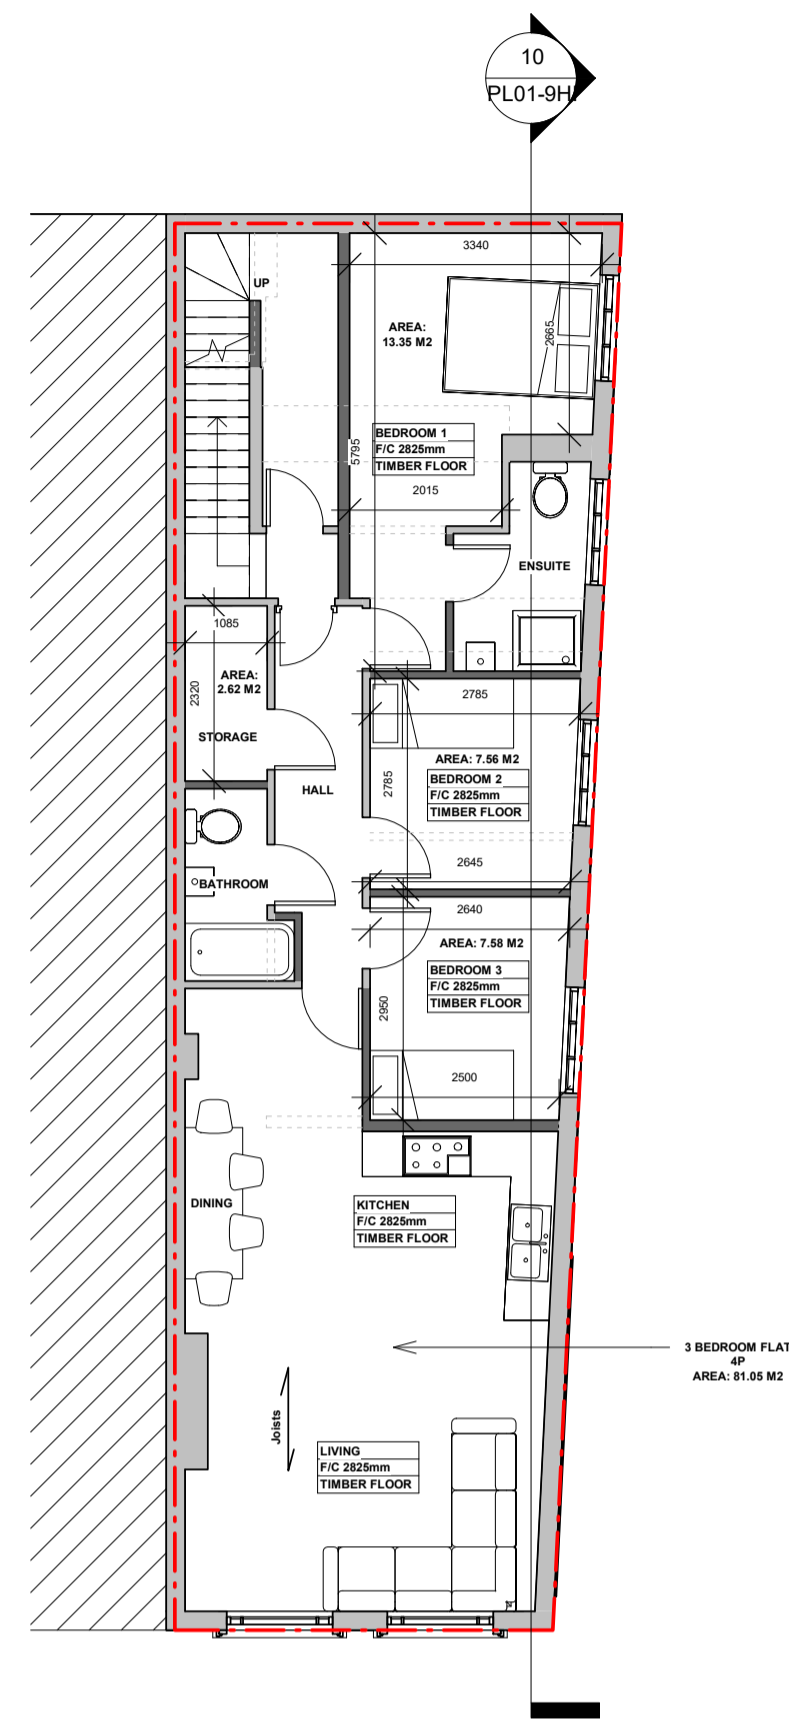 10
PL01-9H
3340
UP
AREA:
13.35 M2
2665
BEDROOM 1
F/C 2825mm
TIMBER FLOOR
5795
2015
ENSUITE
1085
AREA:
2.62 M2
2320
STORAGE
2785
AREA: 7.56 M2
BEDROOM 2
F/C 2825mm
TIMBER FLOOR
2785
HALL
2645
BATHROOM
2640
AREA: 7.58 M2
BEDROOM 3
F/C 2825mm
TIMBER FLOOR
2950
2500
DINING
KITCHEN
F/C 2825mm
TIMBER FLOOR
3 BEDROOM FLAT
4P
AREA: 81.05 M2
Joists
LIVING
F/C 2825mm
TIMBER FLOOR